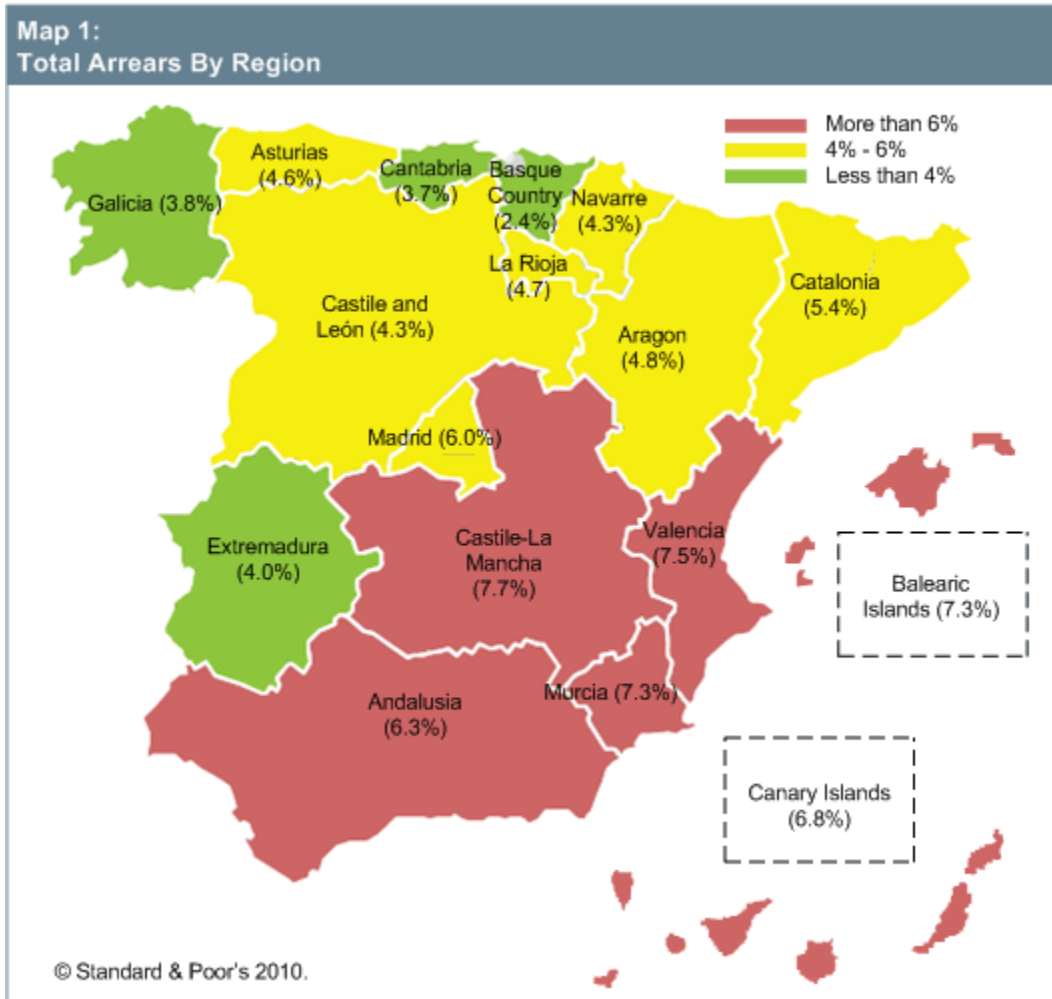 Map 1:
Total Arrears By Region
More than 6%
4% - 6%
Less than 4%
Asturias
(4.6%)
Cantabria
(3.7%)
Basque
Country
(2.4%)
Navarre
(4.3%)
Galicia (3.8%)
La Rioja
(4.7)
Catalonia
(5.4%)
Castile and
León (4.3%)
Aragon
(4.8%)
Madrid (6.0%)
Extremadura
(4.0%)
Castile-La
Mancha
(7.7%)
Valencia
(7.5%)
Balearic
Islands (7.3%)
Andalusia
(6.3%)
Murcia (7.3%)
Canary Islands
(6.8%)
© Standard & Poor's 2010.